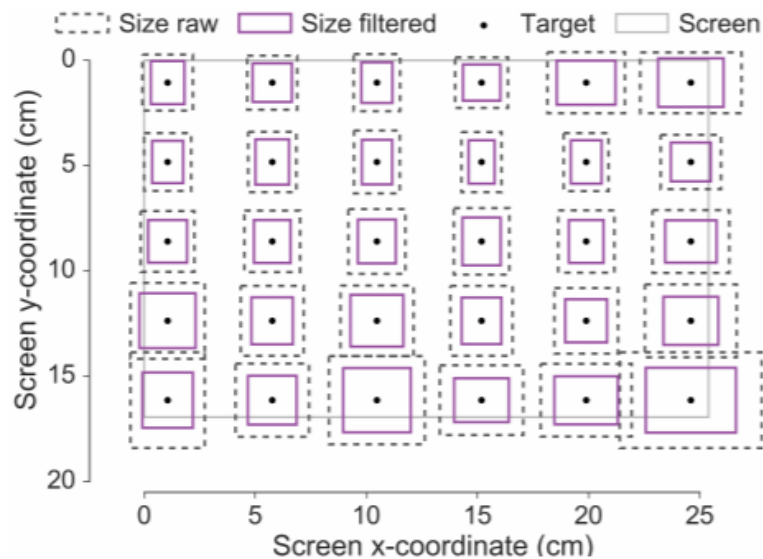 Size raw Size filtered Target Screen
0
5
10
15
20
Screen y-coordinate (cm)
0 5 10 15 20 25
Screen x-coordinate (cm)